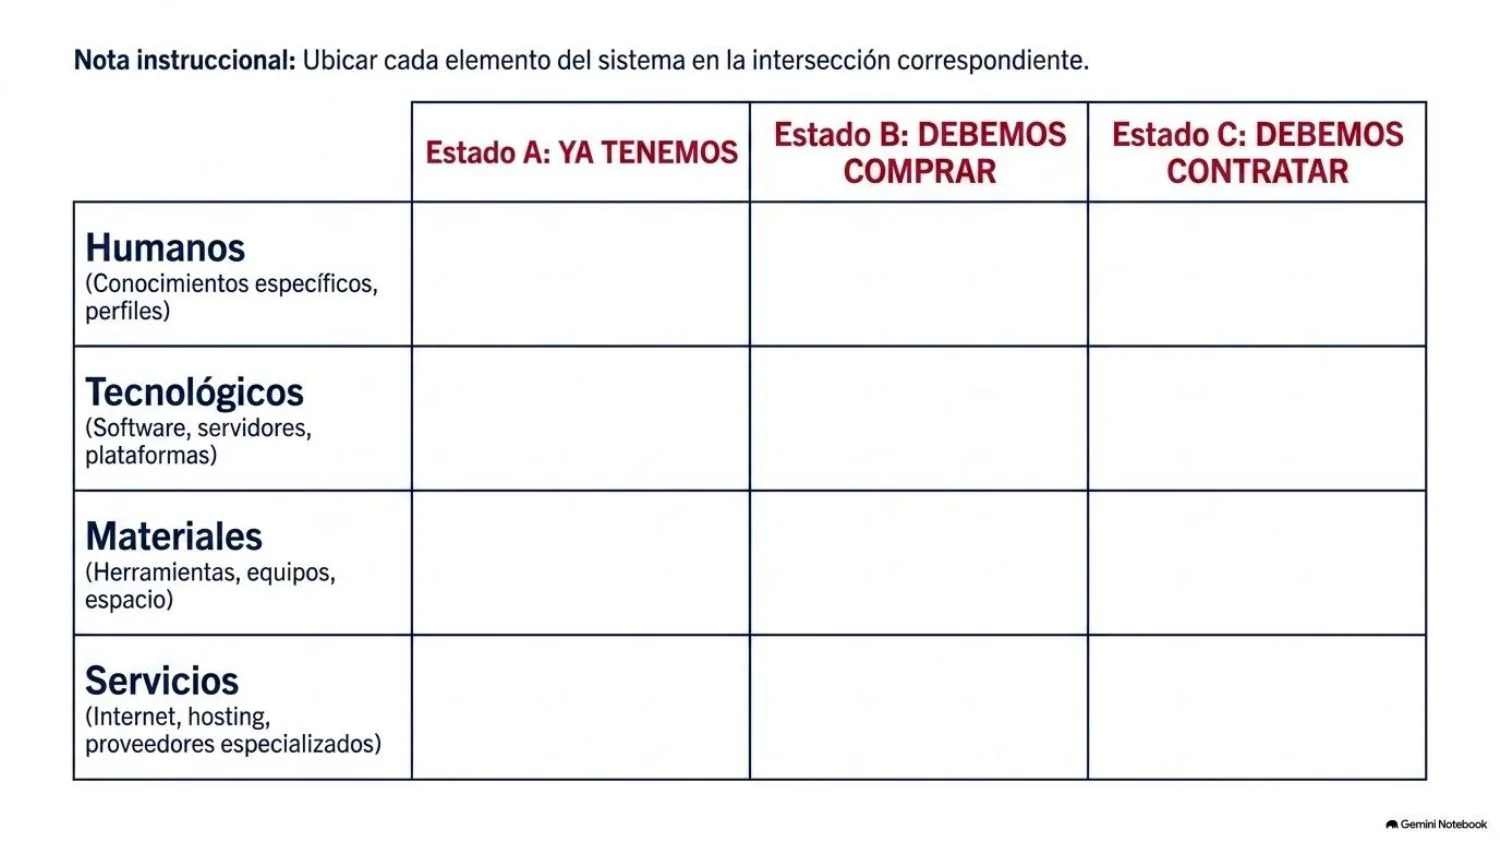 Nota instruccional: Ubicar cada elemento del sistema en la intersección correspondiente.
Estado A: YA TENEMOS
Estado B: DEBEMOS
COMPRAR
Estado C: DEBEMOS
CONTRATAR
Humanos
(Conocimientos específicos,
perfiles)
Tecnológicos
(Software, servidores,
plataformas)
Materiales
(Herramientas, equipos,
espacio)
Servicios
(Internet, hosting,
proveedores especializados)
Gemini Notebook